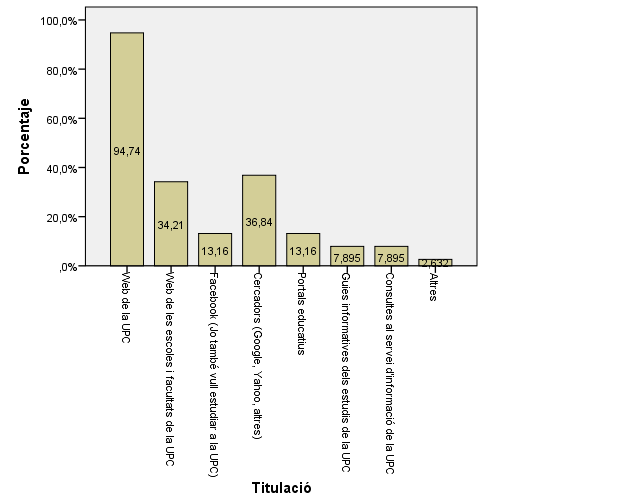 Porcentaje
100,0%
80,0%
60,0%
40,0%
20,0%
,0%
94,74
34,21
13,16
36,84
13,16
7,895
7,895
2,632
Web de la UPC
Web de les escoles i facultats de la UPC
Facebook (Jo també vull estudiar a la UPC)
Cercadors (Google, Yahoo, altres)
Portals educatius
Guies informatives dels estudis de la UPC
Consultes al servei d'informació de la UPC
Altres
Titulació